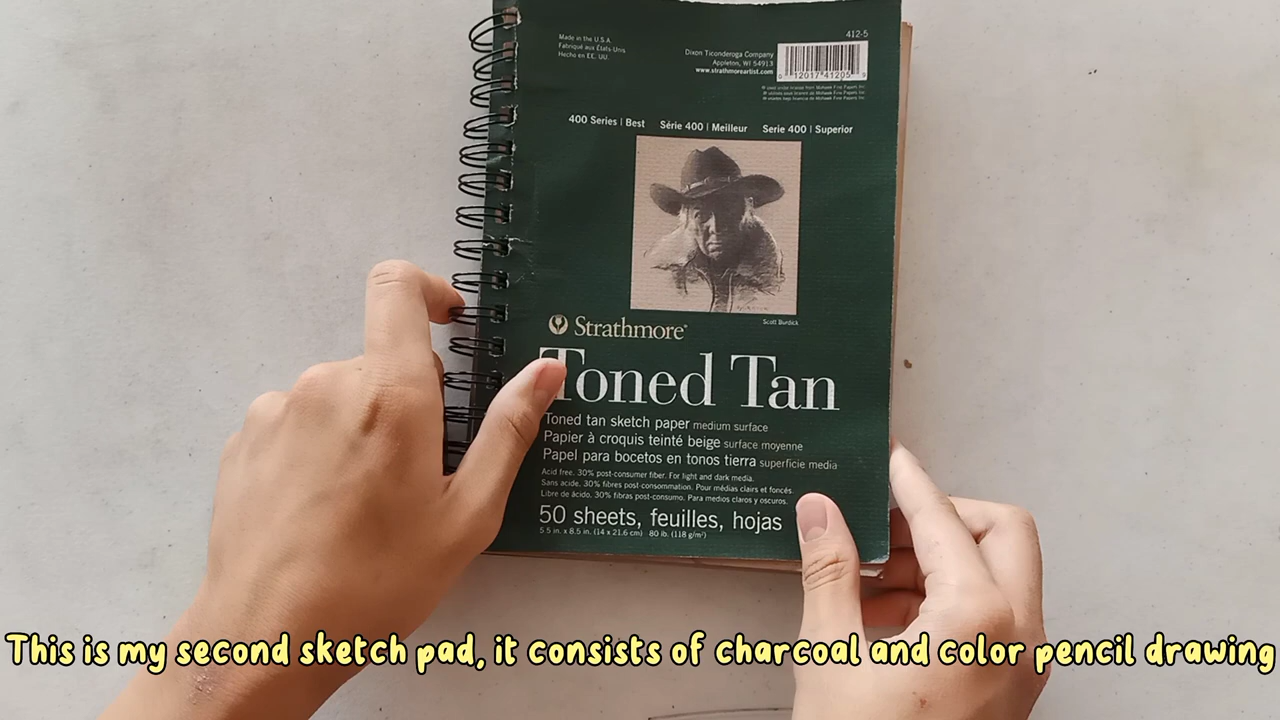 412-5
Made in the U.S.A.
Fabriqué aux États-Unis
Hecho en EE. UU.
Dixon Ticonderoga Company
Appleton, WI 54913
www.strathmoreartist.com
0 12017 41205 9
400 Series | Best Série 400 | Meilleur Serie 400 | Superior
Scott Burdick
Strathmore®
Toned Tan
Toned tan sketch paper medium surface
Papier à croquis teinté beige surface moyenne
Papel para bocetos en tonos tierra superficie media
Acid free. 30% post-consumer fiber. For light and dark media.
Sans acide. 30% fibres post-consommation. Pour médias clairs et foncés.
Libre de ácido. 30% fibras post-consumo. Para medios claros y oscuros.
50 sheets, feuilles, hojas
5.5 in. x 8.5 in. (14 x 21.6 cm) 80 lb. (118 g/m²)
This is my second sketch pad, it consists of charcoal and color pencil drawing